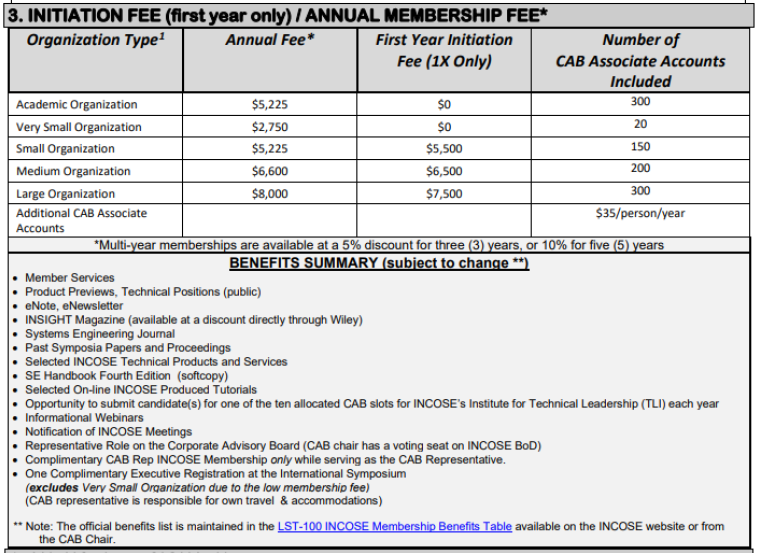 3. INITIATION FEE (first year only) / ANNUAL MEMBERSHIP FEE*
Organization Type1 Annual Fee* First Year Initiation Fee (1X Only) Number of CAB Associate Accounts Included
Academic Organization $5,225 $0 300
Very Small Organization $2,750 $0 20
Small Organization $5,225 $5,500 150
Medium Organization $6,600 $6,500 200
Large Organization $8,000 $7,500 300
Additional CAB Associate Accounts $35/person/year
*Multi-year memberships are available at a 5% discount for three (3) years, or 10% for five (5) years
BENEFITS SUMMARY (subject to change **)
• Member Services
• Product Previews, Technical Positions (public)
• eNote, eNewsletter
• INSIGHT Magazine (available at a discount directly through Wiley)
• Systems Engineering Journal
• Past Symposia Papers and Proceedings
• Selected INCOSE Technical Products and Services
• SE Handbook Fourth Edition (softcopy)
• Selected On-line INCOSE Produced Tutorials
• Opportunity to submit candidate(s) for one of the ten allocated CAB slots for INCOSE's Institute for Technical Leadership (TLI) each year
• Informational Webinars
• Notification of INCOSE Meetings
• Representative Role on the Corporate Advisory Board (CAB chair has a voting seat on INCOSE BoD)
• Complimentary CAB Rep INCOSE Membership only while serving as the CAB Representative.
• One Complimentary Executive Registration at the International Symposium
(excludes Very Small Organization due to the low membership fee)
(CAB representative is responsible for own travel & accommodations)
** Note: The official benefits list is maintained in the LST-100 INCOSE Membership Benefits Table available on the INCOSE website or from
the CAB Chair.